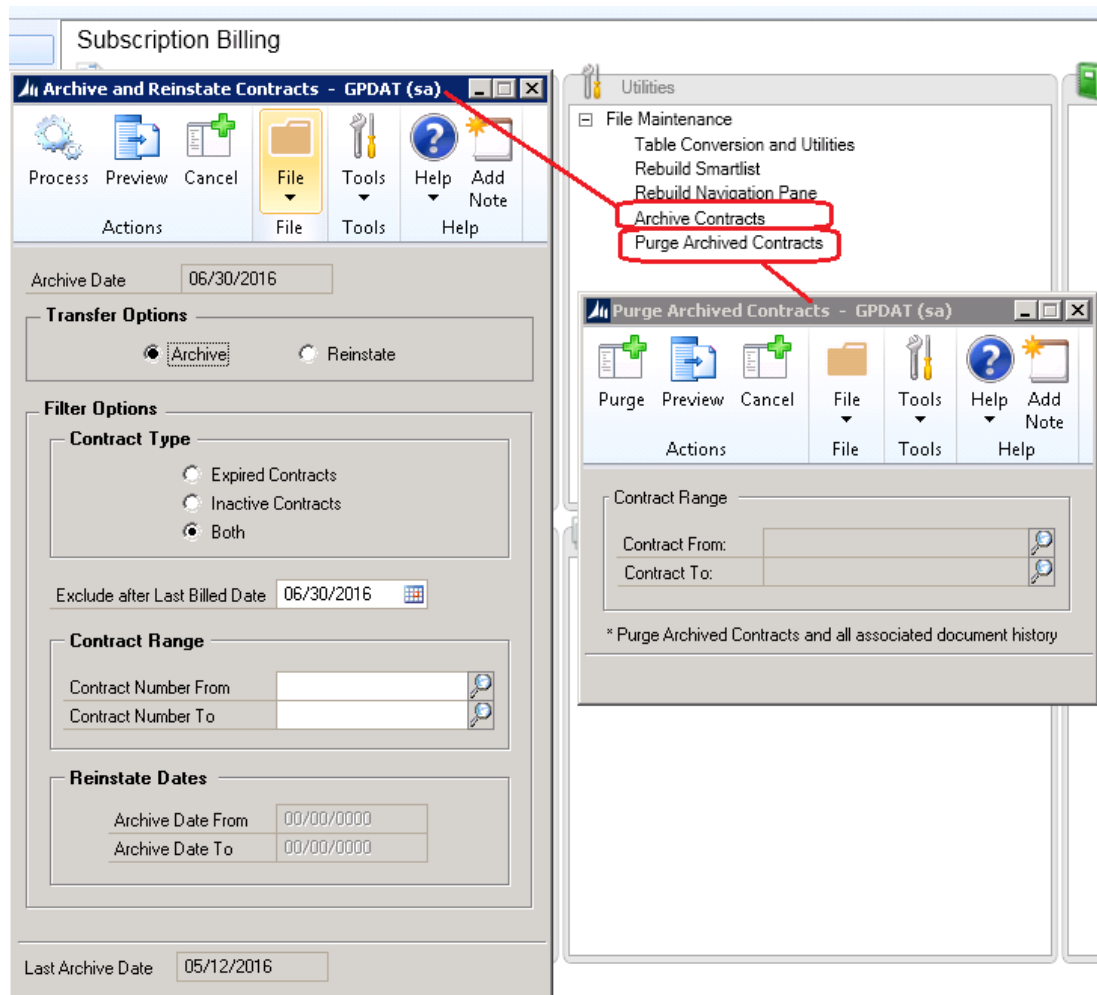 Subscription Billing
Archive and Reinstate Contracts - GPDAT (sa)
Process Preview Cancel File Tools Help Add Note
Actions File Tools Help
Archive Date 06/30/2016
Transfer Options
Archive Reinstate
Filter Options
Contract Type
Expired Contracts
Inactive Contracts
Both
Exclude after Last Billed Date 06/30/2016
Contract Range
Contract Number From
Contract Number To
Reinstate Dates
Archive Date From 00/00/0000
Archive Date To 00/00/0000
Last Archive Date 05/12/2016
Utilities
File Maintenance
Table Conversion and Utilities
Rebuild Smartlist
Rebuild Navigation Pane
Archive Contracts
Purge Archived Contracts
Purge Archived Contracts - GPDAT (sa)
Purge Preview Cancel File Tools Help Add Note
Actions File Tools Help
Contract Range
Contract From:
Contract To:
* Purge Archived Contracts and all associated document history